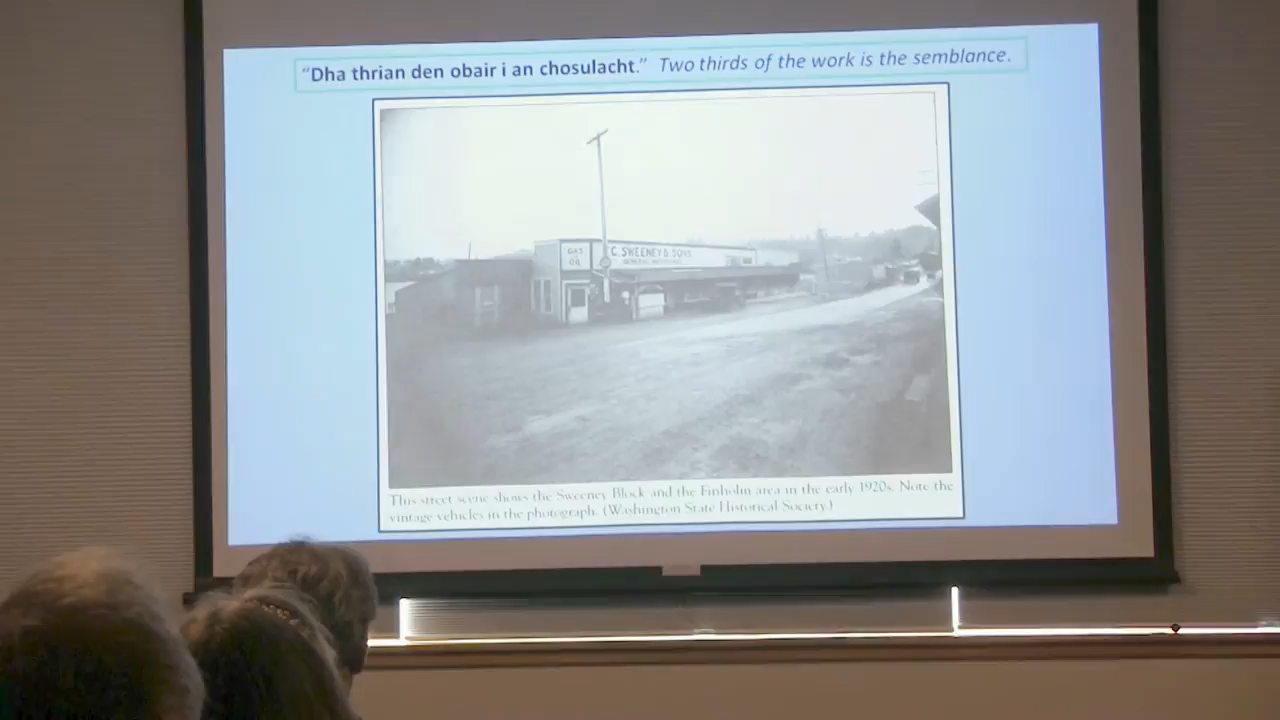 "Dha thrian den obair i an chosulacht." Two thirds of the work is the semblance.
GAS
OIL
C. SWEENEY & SONS
This street scene shows the Sweeney Block and the Finholm area in the early 1920s. Note the
vintage vehicles in the photograph. (Washington State Historical Society.)